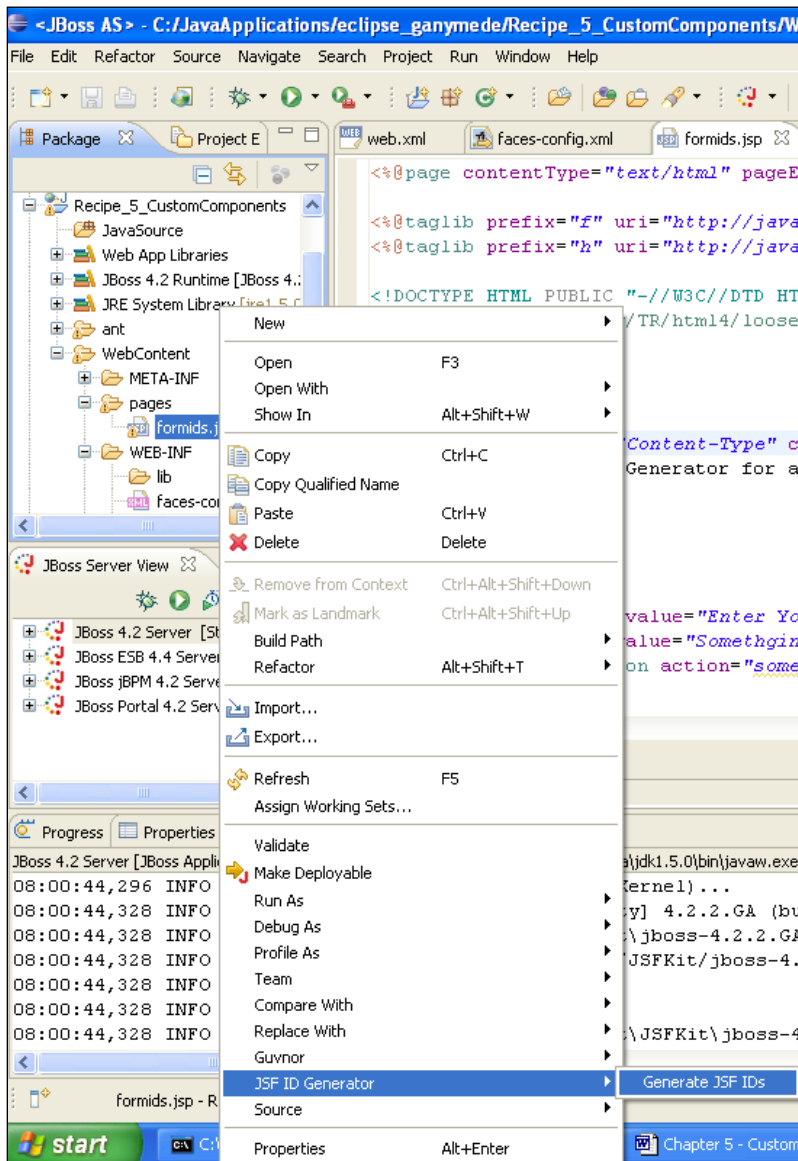 <JBoss AS> - C:/JavaApplications/eclipse_ganymede/Recipe_5_CustomComponents/W
File Edit Refactor Source Navigate Search Project Run Window Help
Package Project E
web.xml faces-config.xml formids.jsp
Recipe_5_CustomComponents
JavaSource
Web App Libraries
JBoss 4.2 Runtime [JBoss 4.
JRE System Library [jre1.5.0
ant
WebContent
META-INF
pages
formids.j
WEB-INF
lib
faces-con
<%@page contentType="text/html" pageE
<%@taglib prefix="f" uri="http://java
<%@taglib prefix="h" uri="http://java
<!DOCTYPE HTML PUBLIC "-//W3C//DTD HT
/TR/html4/loose
"Content-Type" c
Generator for a
value="Enter Yo
alue="Somethgin
on action="some
JBoss Server View
JBoss 4.2 Server [St
JBoss ESB 4.4 Server
JBoss jBPM 4.2 Serve
JBoss Portal 4.2 Serv
New
Open F3
Open With
Show In Alt+Shift+W
Copy Ctrl+C
Copy Qualified Name
Paste Ctrl+V
Delete Delete
Remove from Context Ctrl+Alt+Shift+Down
Mark as Landmark Ctrl+Alt+Shift+Up
Build Path
Refactor Alt+Shift+T
Import...
Export...
Refresh F5
Assign Working Sets...
Validate
Make Deployable
Run As
Debug As
Profile As
Team
Compare With
Replace With
Guvnor
JSF ID Generator
Generate JSF IDs
Source
Properties Alt+Enter
Progress Properties
JBoss 4.2 Server [JBoss Appli a\jdk1.5.0\bin\javaw.exe
08:00:44,296 INFO Kernel)...
08:00:44,328 INFO ty] 4.2.2.GA (bu
08:00:44,328 INFO t\jboss-4.2.2.GA
08:00:44,328 INFO /JSFKit/jboss-4.
08:00:44,328 INFO
08:00:44,328 INFO
08:00:44,328 INFO t\JSFKit\jboss-4
formids.jsp - R
start C:\ Chapter 5 - Custom